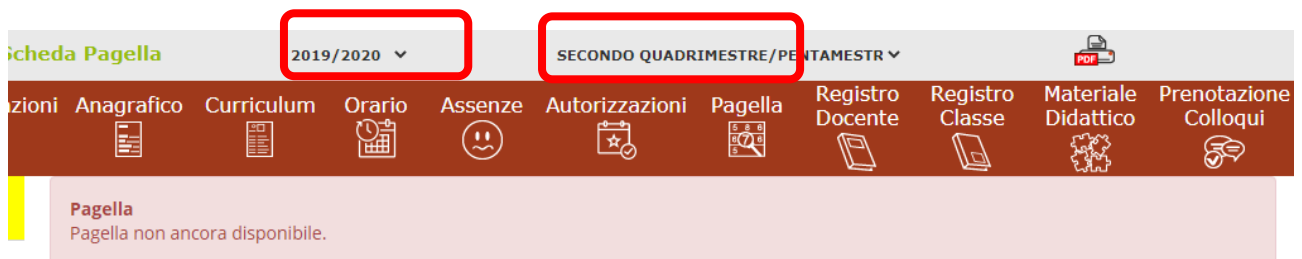 Scheda Pagella 2019/2020 SECONDO QUADRIMESTRE/PENTAMESTR PDF
Anagrafico Curriculum Orario Assenze Autorizzazioni Pagella Registro Docente Registro Classe Materiale Didattico Prenotazione Colloqui
Pagella
Pagella non ancora disponibile.